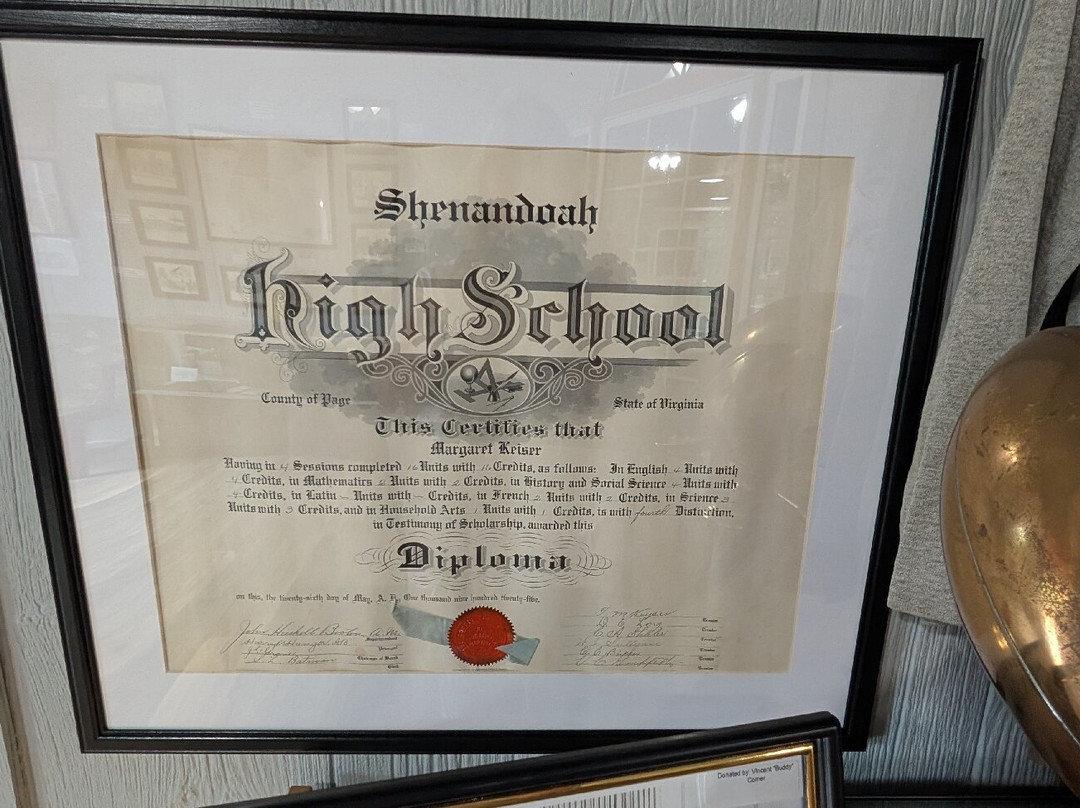 Shenandoah
High School
County of Page State of Virginia
This Certifies that
Margaret Keiser
Having in 4 Sessions completed 16 Units with 16 Credits, as follows: In English 4 Units with
4 Credits, in Mathematics 2 Units with 2 Credits, in History and Social Science 4 Units with
4 Credits, in Latin — Units with — Credits, in French 2 Units with 2 Credits, in Science 3
Units with 3 Credits, and in Household Arts 1 Units with 1 Credits, is with fourth Distinction,
in Testimony of Scholarship, awarded this
Diploma
on this, the twenty-sixth day of May, A. D., One thousand nine hundred twenty-five.
Donated by: Vincent "Buddy"
Comer